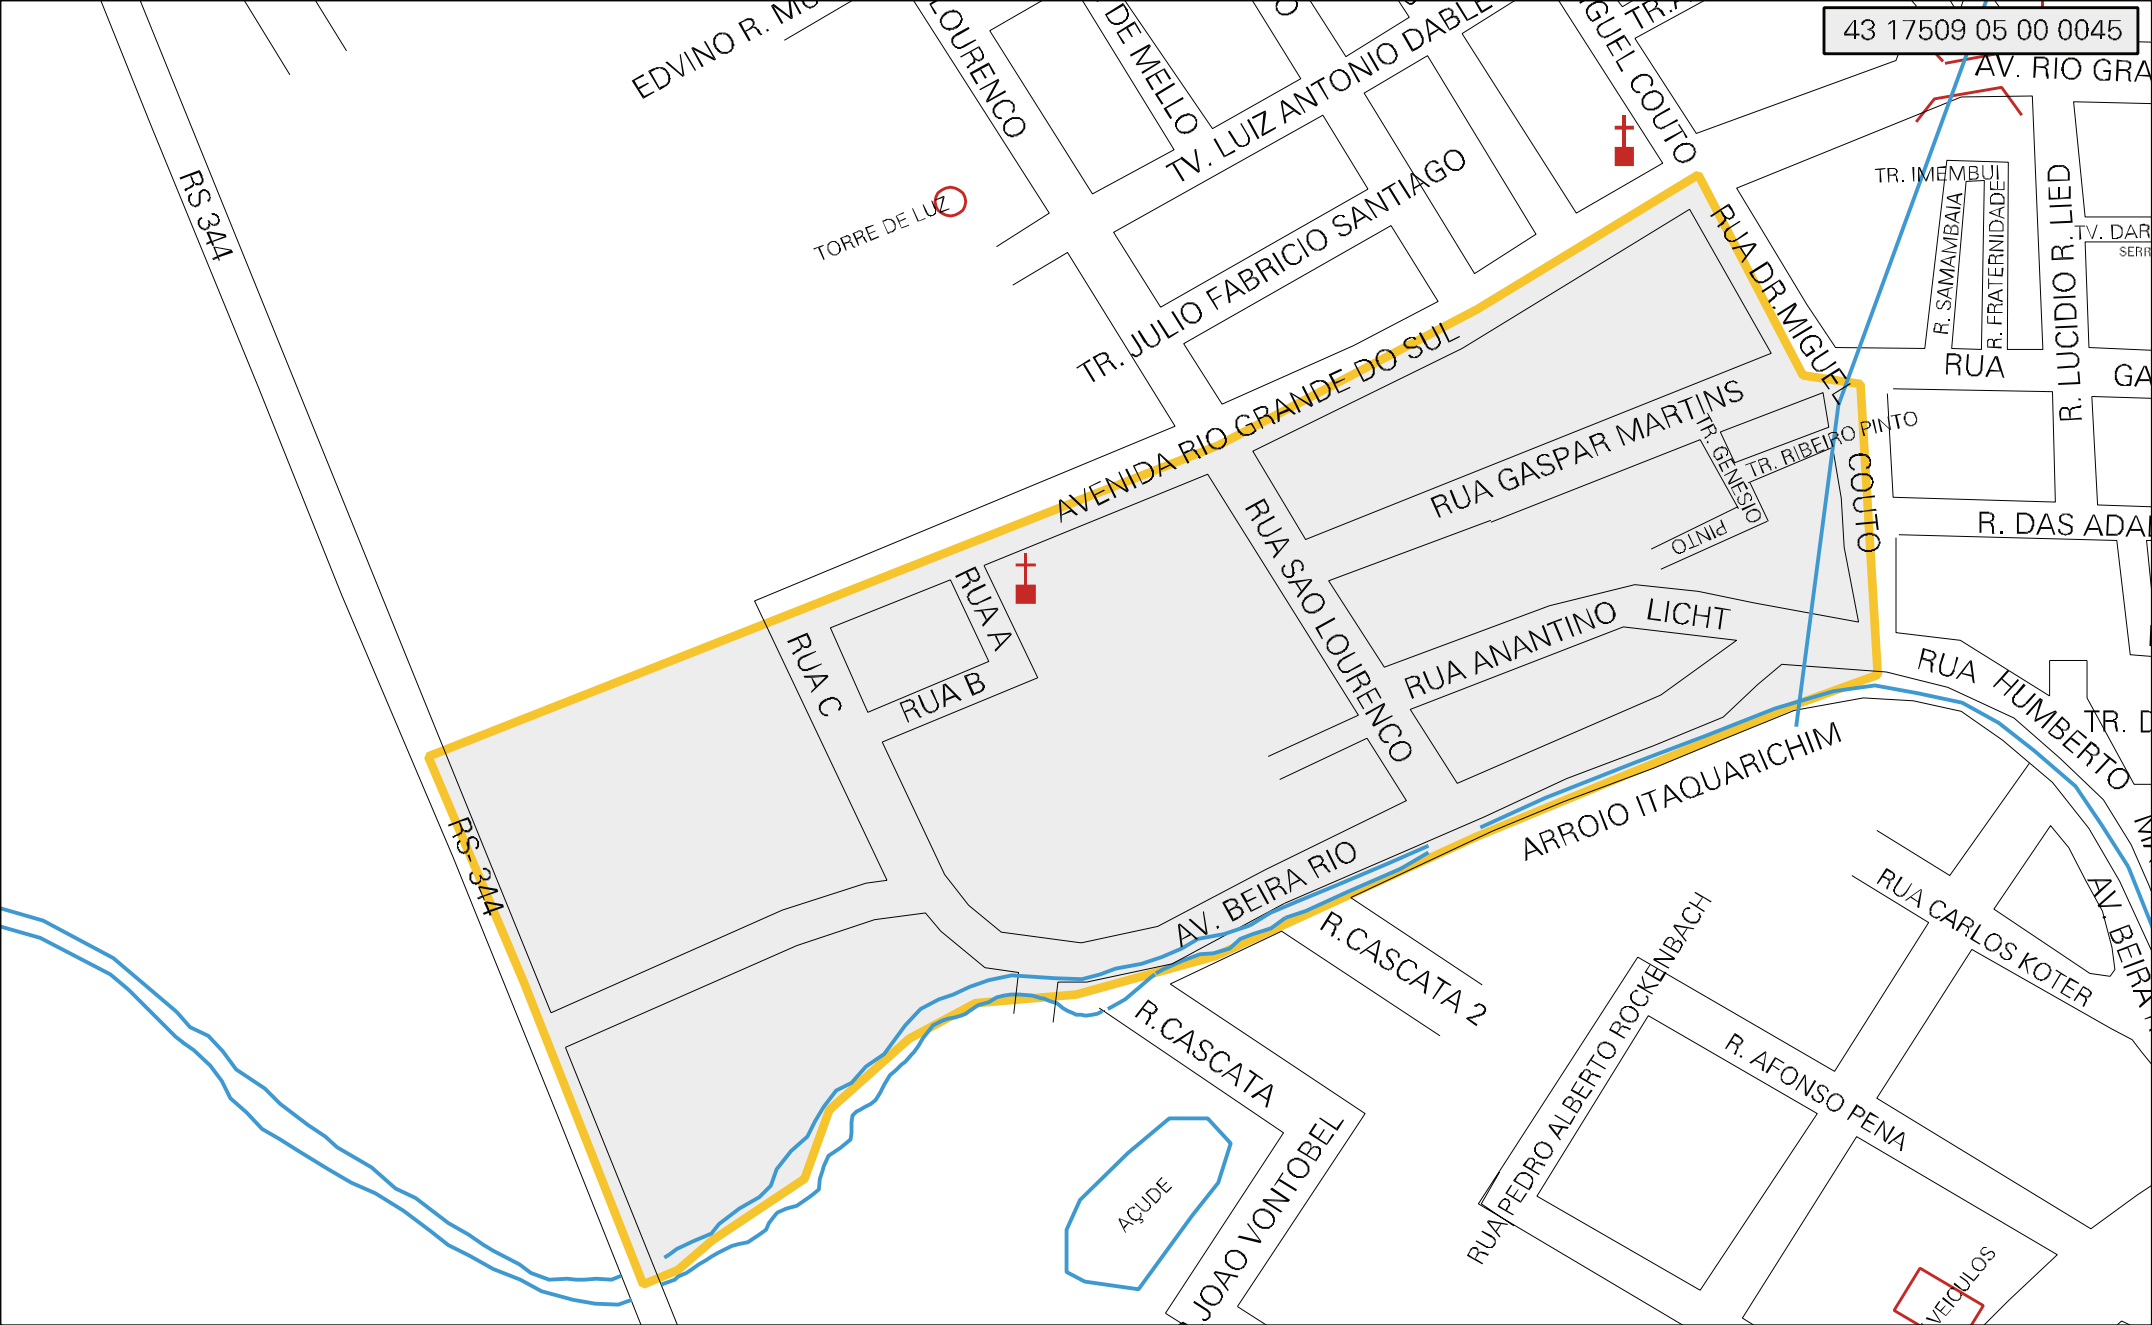 43 17509 05 00 0045
EDVINO R.
LOURENCO
DE MELLO
TV. LUIZ ANTONIO DABLE
GUEL COUTO
TR.
AV. RIO GRA
RS 344
TORRE DE LUZ
TR. JULIO FABRICIO SANTIAGO
RUA DR.MIGUEL COUTO
TR. IMEMBUI
R. SAMAMBAIA
R. FRATERNIDADE
R. LUCIDIO R. LIED
TV. DAR
SERR
RUA
GA
AVENIDA RIO GRANDE DO SUL
RUA GASPAR MARTINS
TR. GENESIO
PINTO
TR. RIBEIRO PINTO
R. DAS ADAL
RUA A
RUA B
RUA C
RUA SAO LOURENCO
RUA ANANTINO LICHT
RUA HUMBERTO
TR. D
RS-344
ARROIO ITAQUARICHIM
AV. BEIRA RIO
R.CASCATA 2
R.CASCATA
RUA CARLOS KOTER
AV. BEIRA
RUA PEDRO ALBERTO ROCKENBACH
R. AFONSO PENA
AÇUDE
JOAO VONTOBEL
VEICULOS